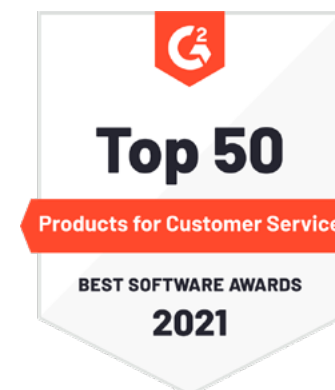 G2
Top 50
Products for Customer Service
BEST SOFTWARE AWARDS
2021